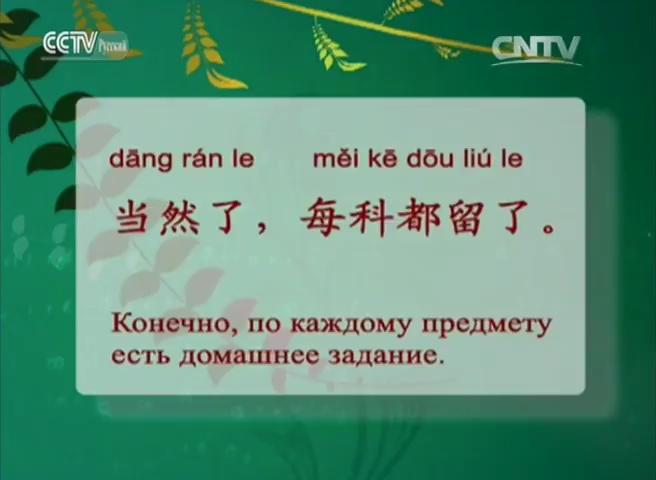 CCTV Русский
CNTV
dāng rán le měi kē dōu liú le
当然了，每科都留了。
Конечно, по каждому предмету
есть домашнее задание.